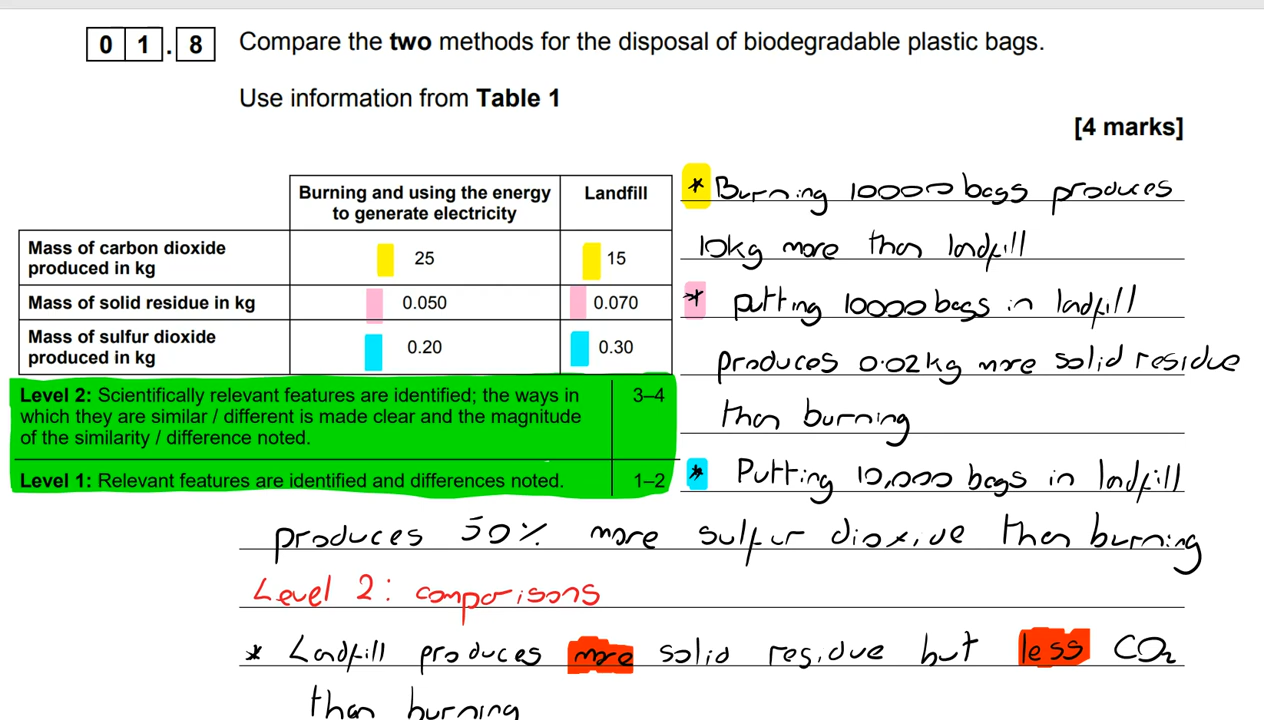 01.8 Compare the two methods for the disposal of biodegradable plastic bags.
Use information from Table 1
[4 marks]
Burning and using the energy to generate electricity
Landfill
Mass of carbon dioxide produced in kg 25 15
Mass of solid residue in kg 0.050 0.070
Mass of sulfur dioxide produced in kg 0.20 0.30
Level 2: Scientifically relevant features are identified; the ways in 3–4
which they are similar / different is made clear and the magnitude
of the similarity / difference noted.
Level 1: Relevant features are identified and differences noted. 1–2
* Burning 10000 bags produces
10kg more than landfill
* putting 10000 bags in landfill
produces 0.02kg more solid residue
than burning
* Putting 10,000 bags in landfill
produces 50% more sulfur dioxide than burning
Level 2: comparisons
* Landfill produces more solid residue but less CO₂
than burning